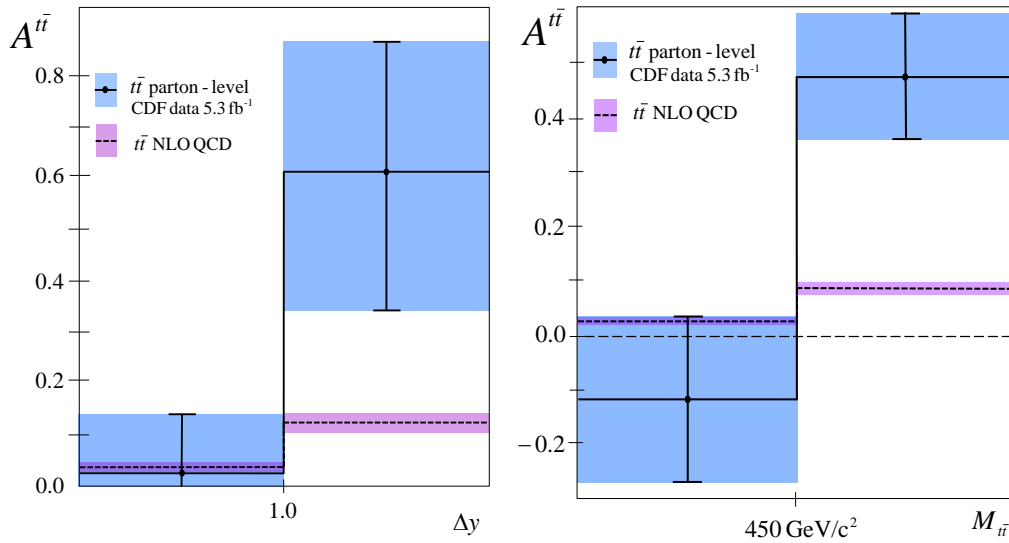 A^{tt̄}
0.8
0.6
0.4
0.2
0.0
tt̄ parton - level
CDF data 5.3 fb⁻¹
tt̄ NLO QCD
1.0
Δy
A^{tt̄}
0.4
0.2
0.0
−0.2
tt̄ parton - level
CDF data 5.3 fb⁻¹
tt̄ NLO QCD
450 GeV/c²
M_{tt̄}